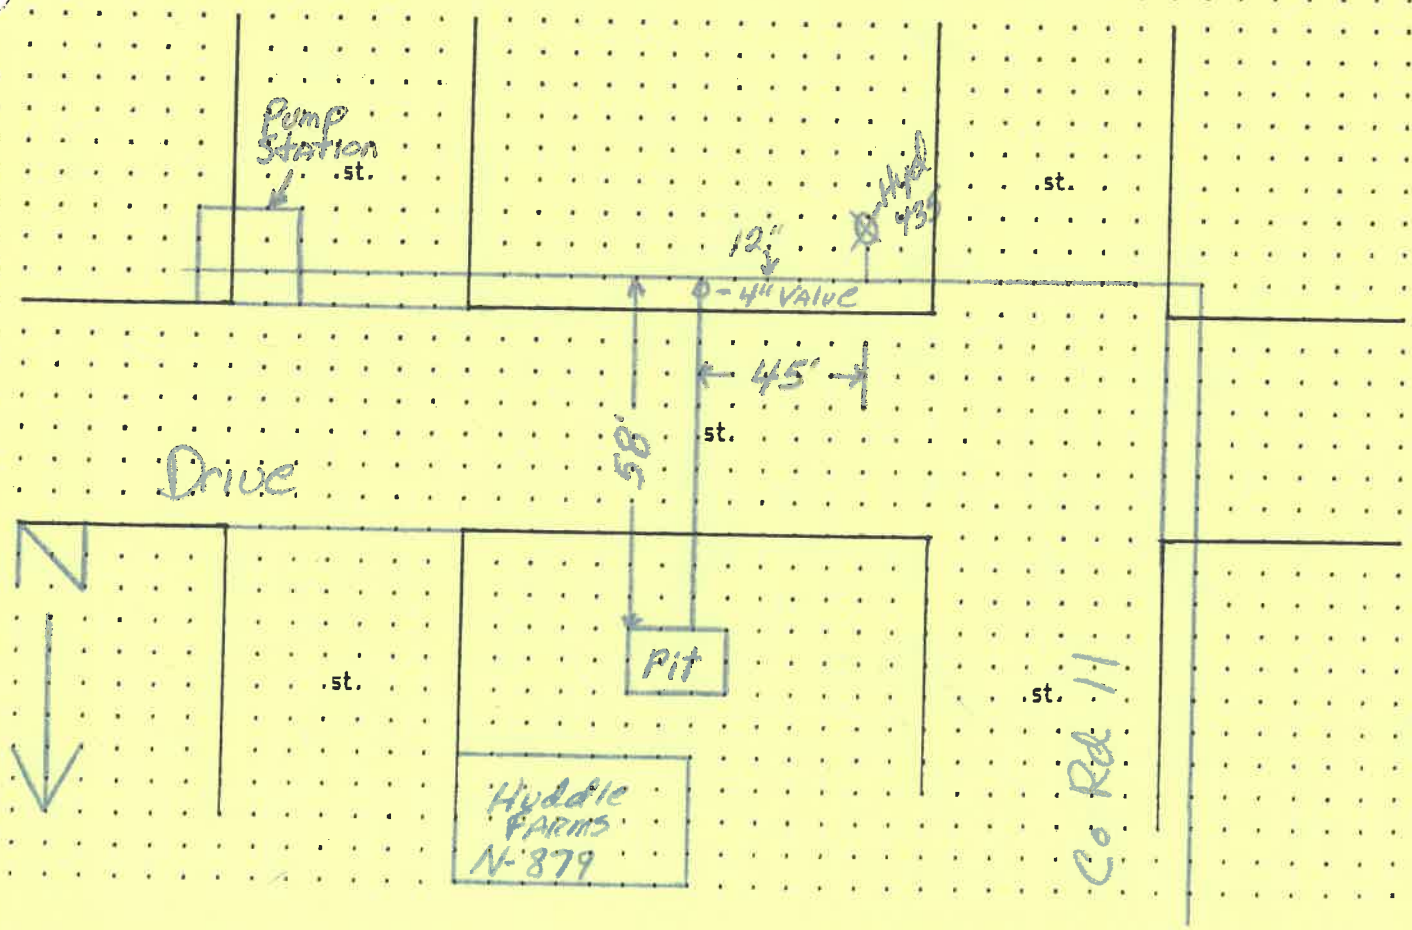 Pump
Station
st.
st.
Hyd
435
12"
4" Valve
45'
st.
58'
Drive
N
st.
Pit
st.
Co Rd 11
Huddle
FARMS
N-879